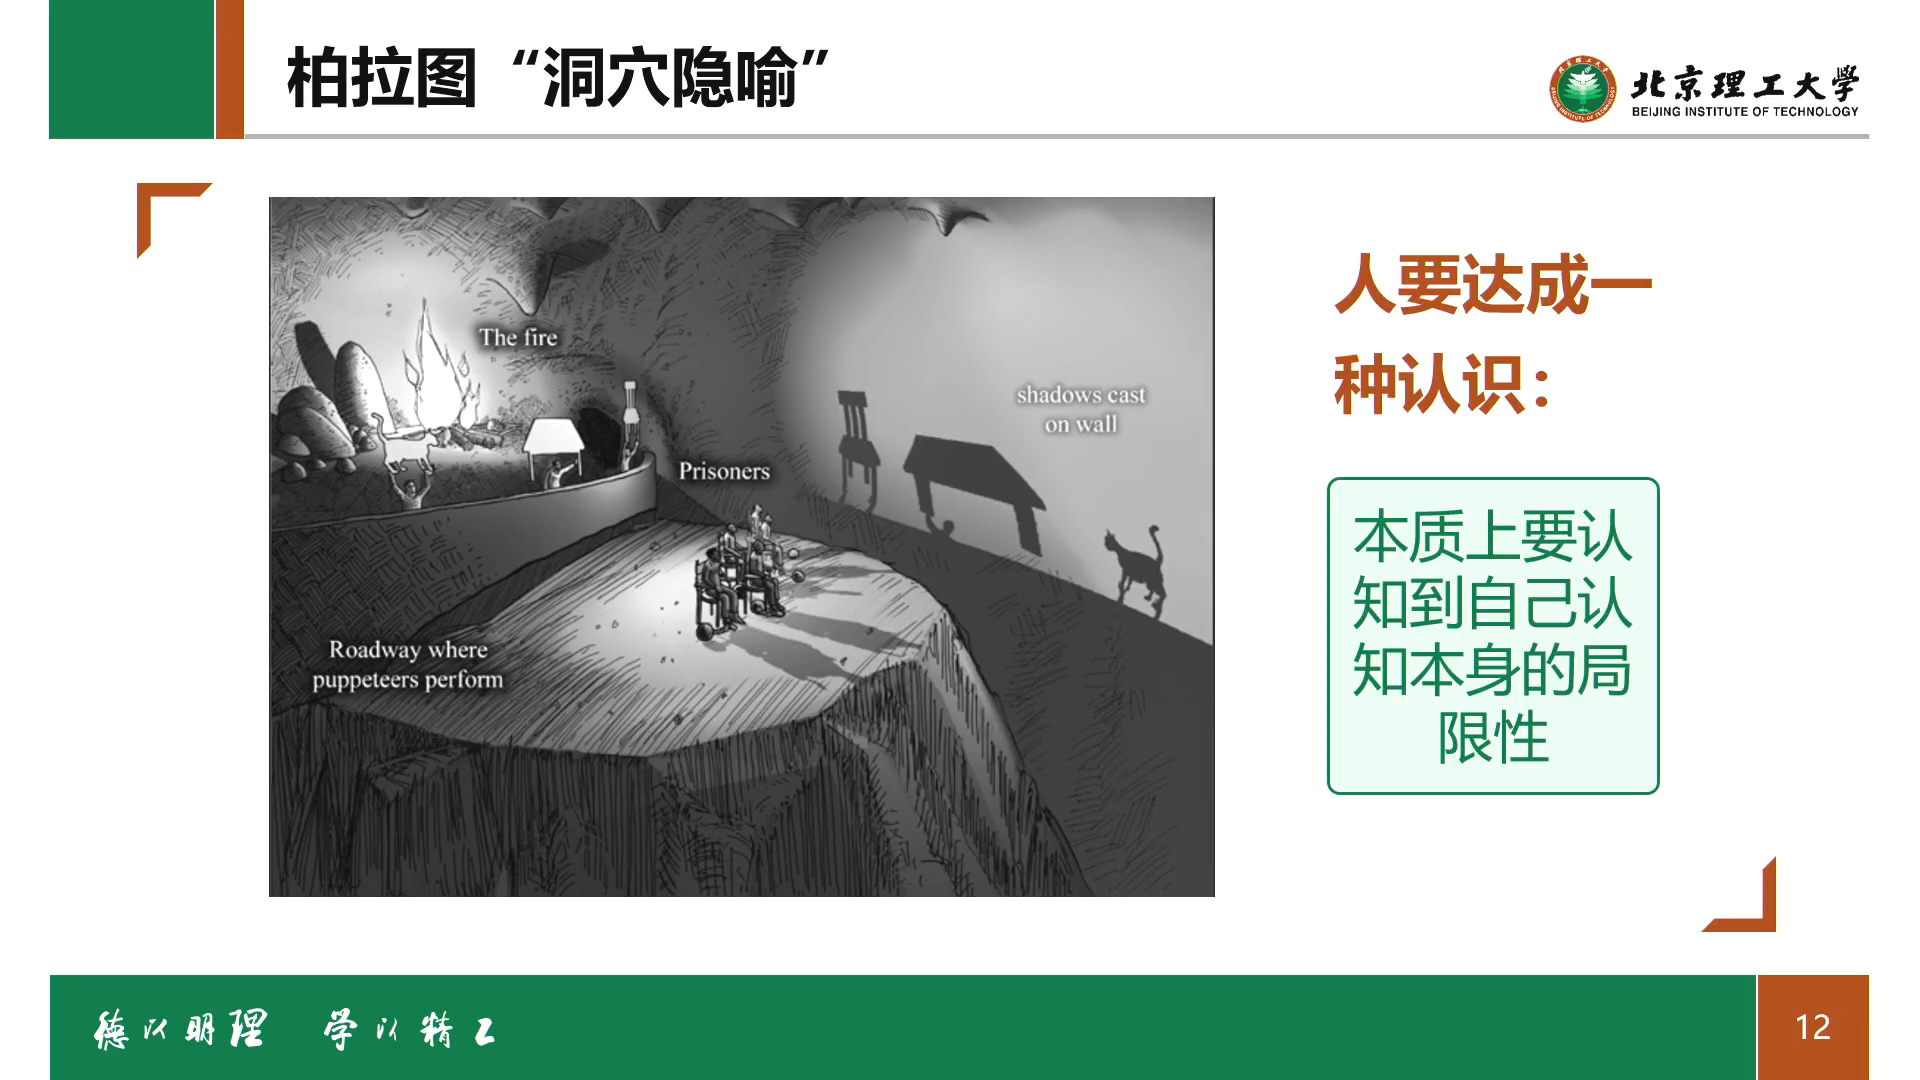 柏拉图“洞穴隐喻”
北京理工大学
BEIJING INSTITUTE OF TECHNOLOGY
人要达成一
种认识：
The fire
shadows cast
on wall
Prisoners
Roadway where
puppeteers perform
本质上要认
知到自己认
知本身的局
限性
德以明理 学以精工
12